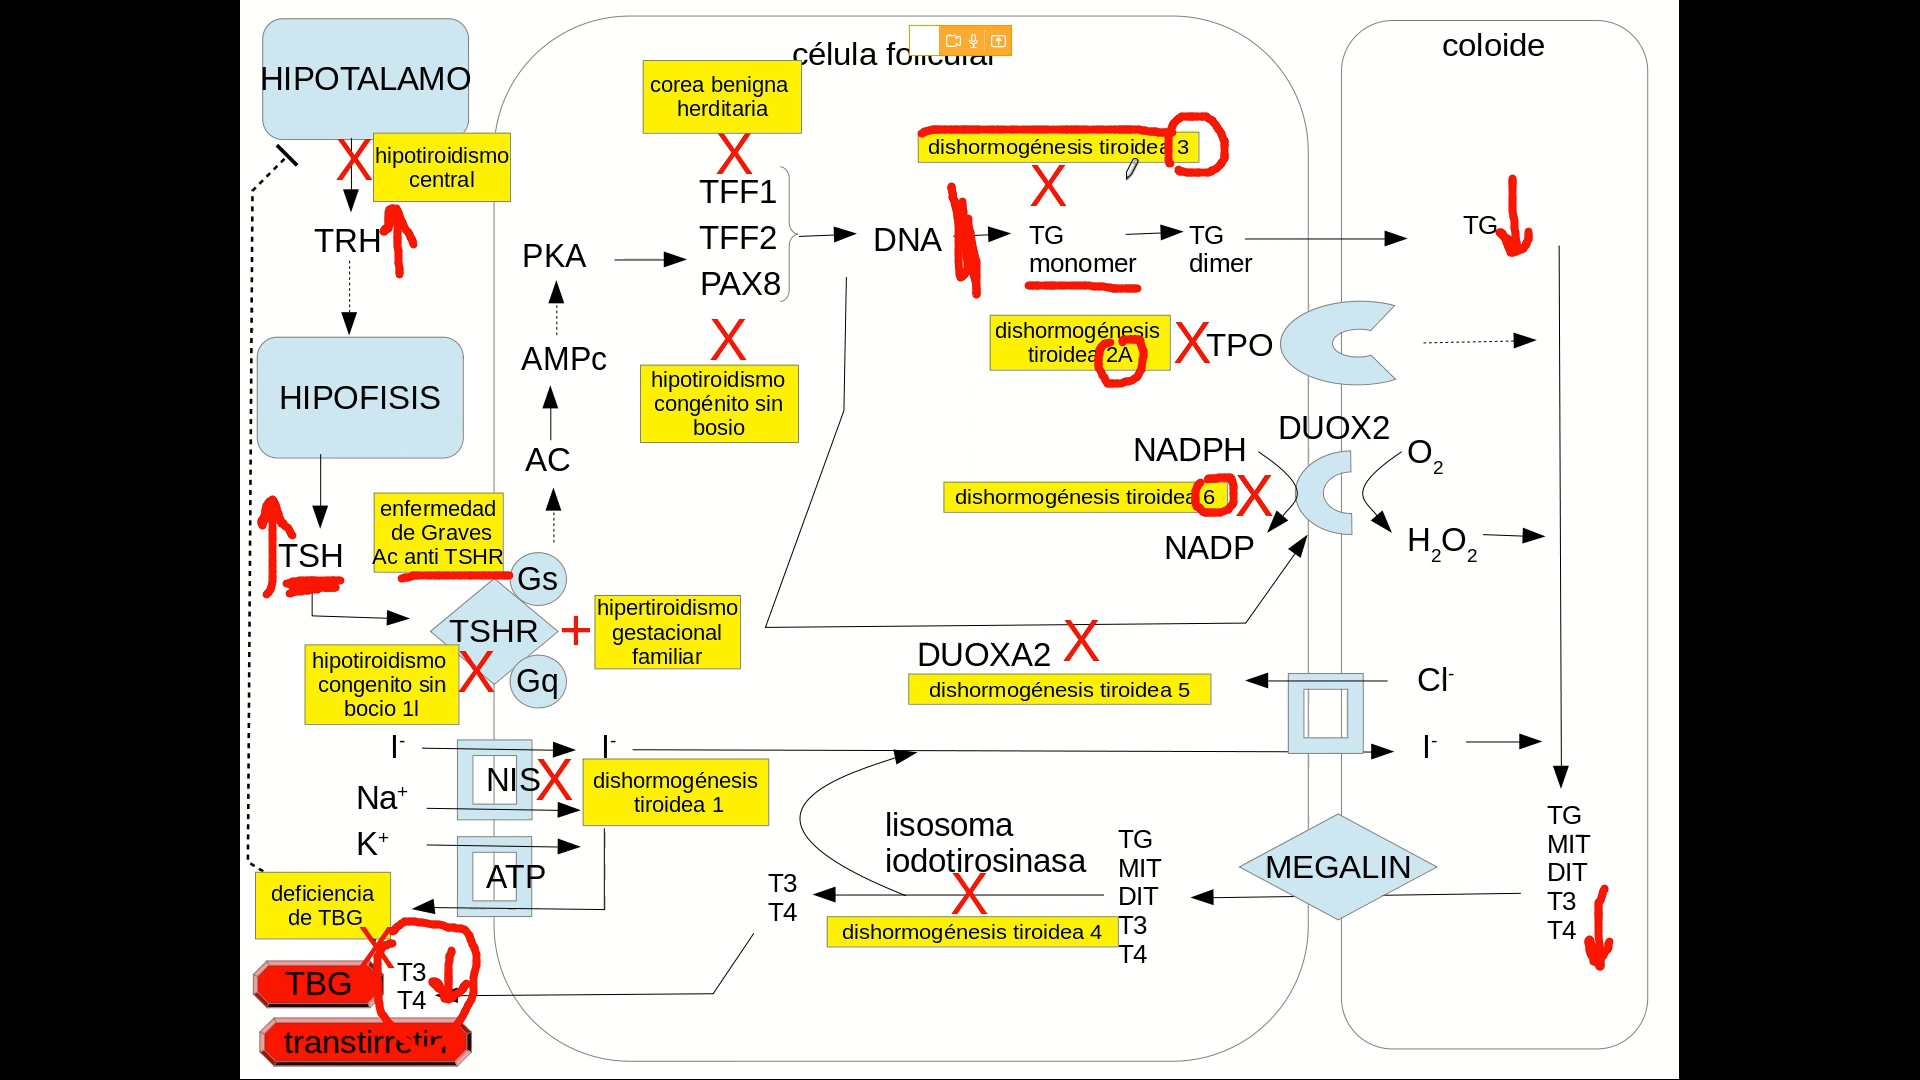 HIPOTALAMO
hipotiroidismo
central
TRH
HIPOFISIS
TSH
enfermedad
de Graves
Ac anti TSHR
Gs
TSHR
Gq
hipertiroidismo
gestacional
familiar
hipotiroidismo
congenito sin
bocio 1l
célula folicular
corea benigna
herditaria
TFF1
TFF2
PAX8
hipotiroidismo
congénito sin
bosio
PKA
AMPc
AC
DNA
dishormogénesis tiroidea 3
TG
monomer
TG
dimer
dishormogénesis
tiroidea 2A
TPO
NADPH
DUOX2
O2
dishormogénesis tiroidea 6
NADP
H2O2
DUOXA2
dishormogénesis tiroidea 5
Cl-
I-
I-
I-
NIS
dishormogénesis
tiroidea 1
Na+
K+
ATP
lisosoma
iodotirosinasa
dishormogénesis tiroidea 4
T3
T4
TG
MIT
DIT
T3
T4
MEGALIN
coloide
TG
TG
MIT
DIT
T3
T4
deficiencia
de TBG
TBG
T3
T4
transtirretin